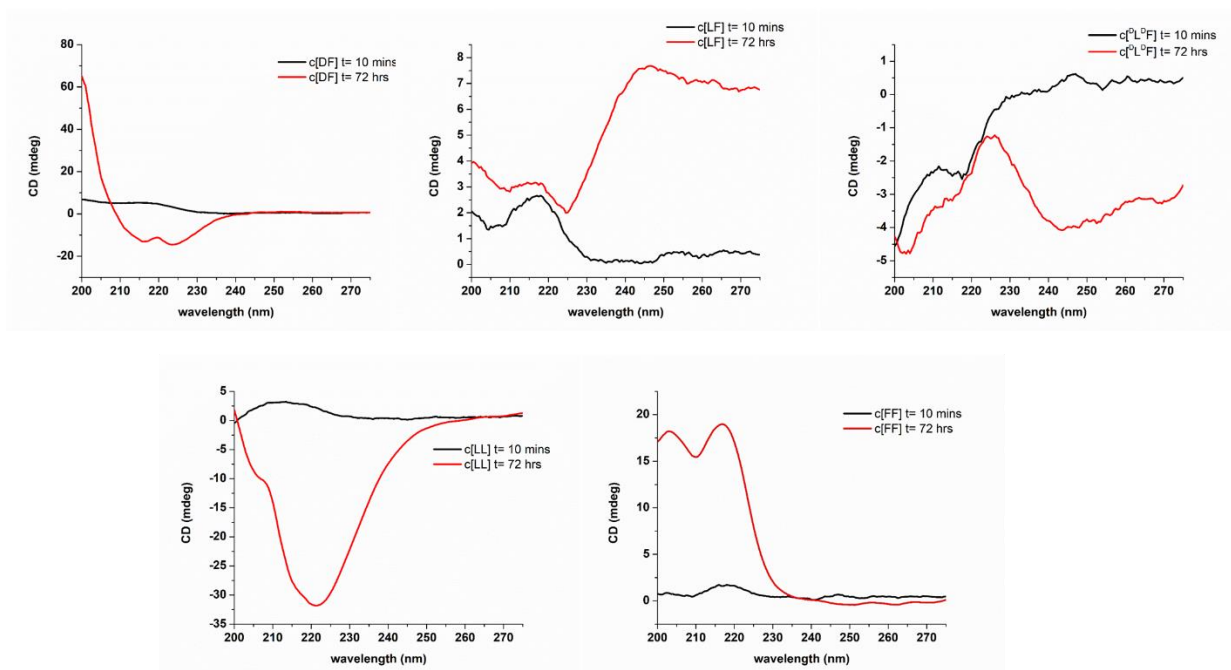 c[DF] t= 10 mins
c[DF] t= 72 hrs
CD (mdeg)
80
60
40
20
0
-20
200 210 220 230 240 250 260 270
wavelength (nm)
c[LF] t= 10 mins
c[LF] t= 72 hrs
CD (mdeg)
9
8
7
6
5
4
3
2
1
0
200 210 220 230 240 250 260 270
wavelength (nm)
c[ᴰLᴰF] t= 10 mins
c[ᴰLᴰF] t= 72 hrs
CD (mdeg)
1
0
-1
-2
-3
-4
-5
200 210 220 230 240 250 260 270
wavelength (nm)
c[LL] t= 10 mins
c[LL] t= 72 hrs
CD (mdeg)
5
0
-5
-10
-15
-20
-25
-30
-35
200 210 220 230 240 250 260 270
wavelength (nm)
c[FF] t= 10 mins
c[FF] t= 72 hrs
CD (mdeg)
20
15
10
5
0
200 210 220 230 240 250 260 270
wavelength (nm)